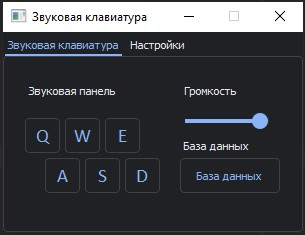 Звуковая клавиатура
Звуковая клавиатура Настройки
Звуковая панель Громкость
Q W E
База данных
A S D База данных